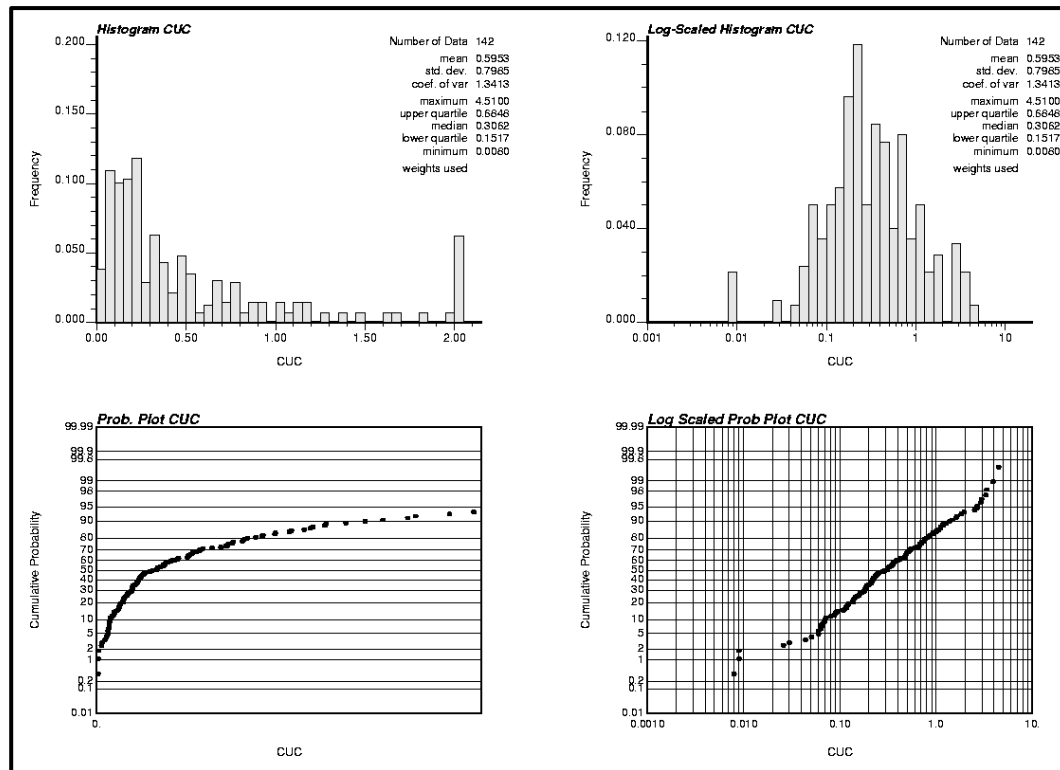 Histogram CUC
Frequency
0.200
0.150
0.100
0.050
0.000
0.00
0.50
1.00
1.50
2.00
CUC
Number of Data 142
mean 0.5953
std. dev. 0.7985
coef. of var 1.3413
maximum 4.5100
upper quartile 0.6848
median 0.3062
lower quartile 0.1517
minimum 0.0080
weights used
Log-Scaled Histogram CUC
Frequency
0.120
0.080
0.040
0.000
0.001
0.01
0.1
1
10
CUC
Number of Data 142
mean 0.5953
std. dev. 0.7985
coef. of var 1.3413
maximum 4.5100
upper quartile 0.6848
median 0.3062
lower quartile 0.1517
minimum 0.0080
weights used
Prob. Plot CUC
Cumulative Probability
99.99
99.9
99.8
99
98
95
90
80
70
60
50
40
30
20
10
5
2
1
0.2
0.1
0.01
0.
CUC
Log Scaled Prob Plot CUC
Cumulative Probability
99.99
99.9
99.8
99
98
95
90
80
70
60
50
40
30
20
10
5
2
1
0.2
0.1
0.01
0.0010
0.010
0.10
1.0
10.
CUC